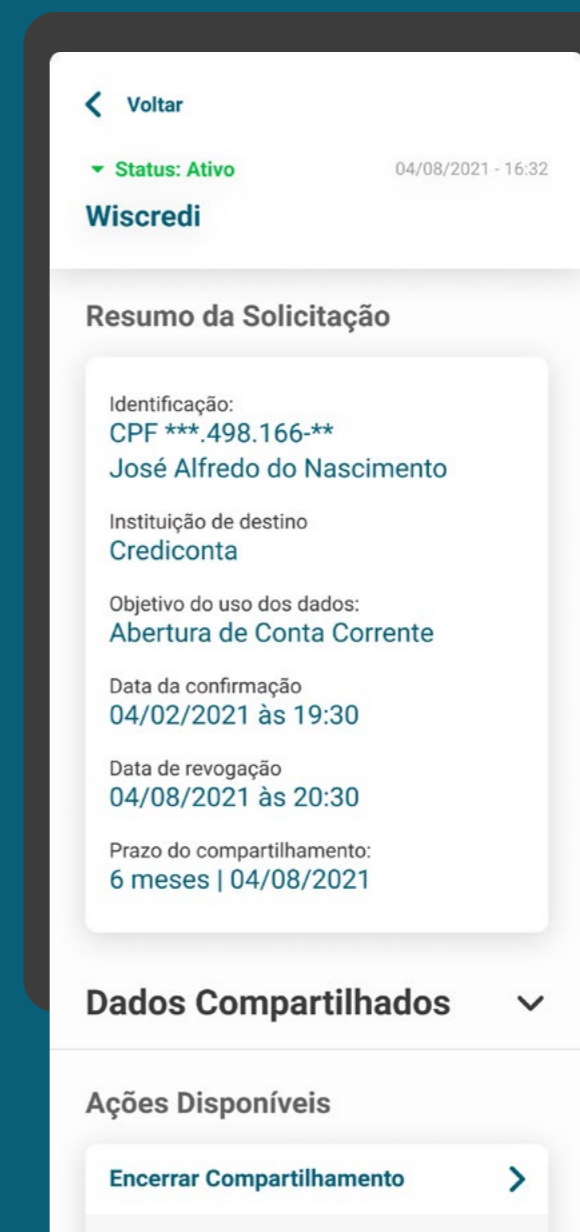 Voltar
Status: Ativo 04/08/2021 - 16:32
Wiscredi
Resumo da Solicitação
Identificação:
CPF ***.498.166-**
José Alfredo do Nascimento
Instituição de destino
Crediconta
Objetivo do uso dos dados:
Abertura de Conta Corrente
Data da confirmação
04/02/2021 às 19:30
Data de revogação
04/08/2021 às 20:30
Prazo do compartilhamento:
6 meses | 04/08/2021
Dados Compartilhados
Ações Disponíveis
Encerrar Compartilhamento